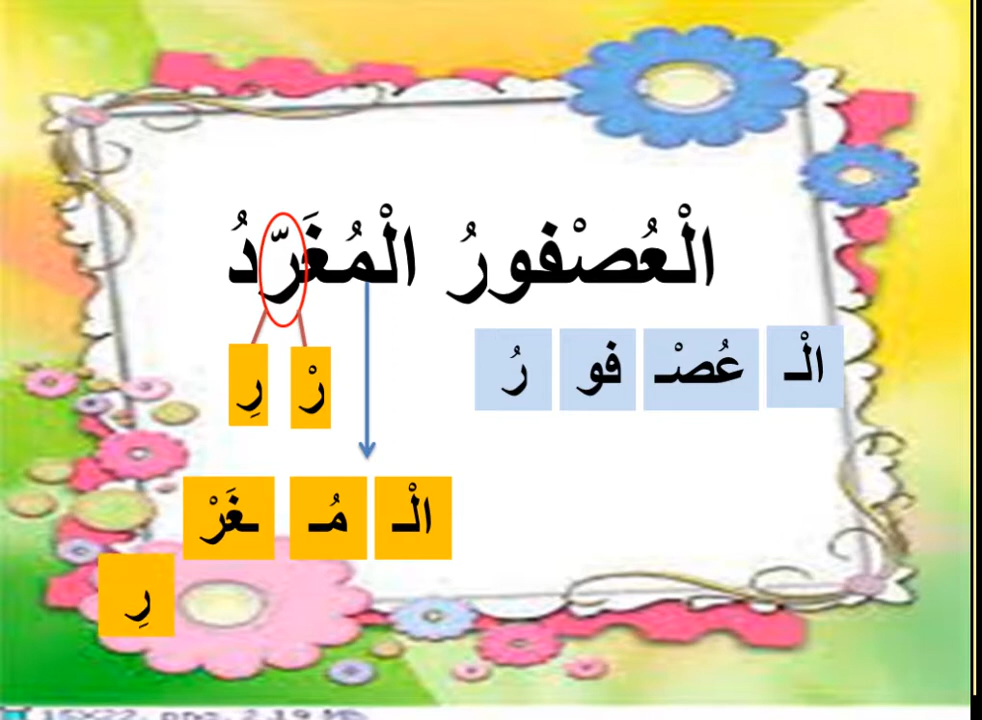 الْعُصْفورُ الْمُغَرِّدُ
الْـ عُصْـ فو رُ
رْ رِ
الْـ مُـ ـغَرْ
رِ